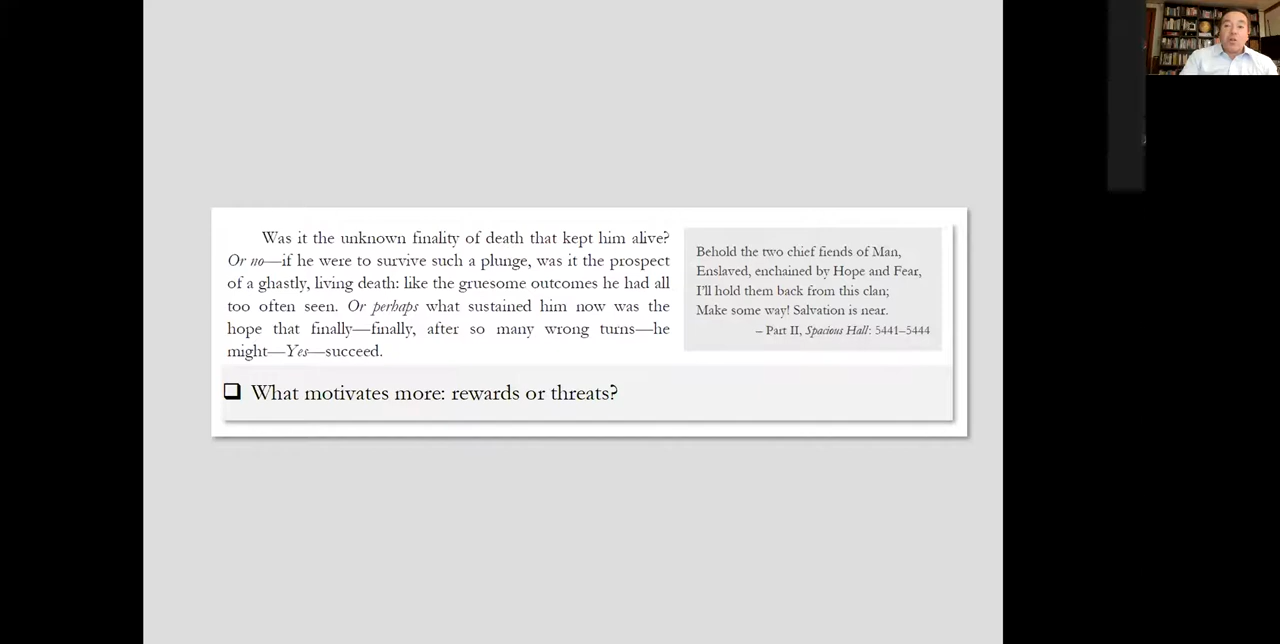 Was it the unknown finality of death that kept him alive?
Or no—if he were to survive such a plunge, was it the prospect
of a ghastly, living death: like the gruesome outcomes he had all
too often seen. Or perhaps what sustained him now was the
hope that finally—finally, after so many wrong turns—he
might—Yes—succeed.
Behold the two chief fiends of Man,
Enslaved, enchained by Hope and Fear,
I'll hold them back from this clan;
Make some way! Salvation is near.
– Part II, Spacious Hall: 5441–5444
❑ What motivates more: rewards or threats?